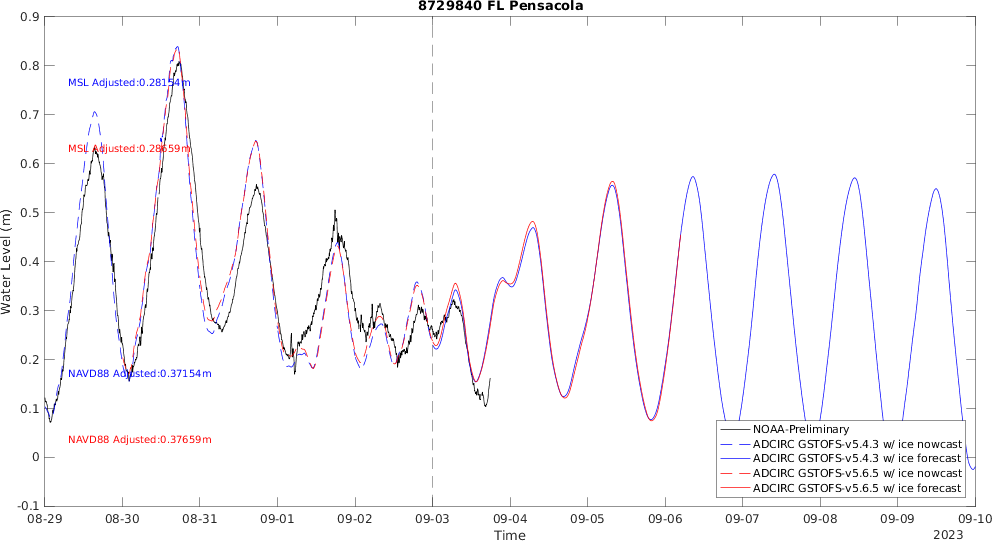 8729840 FL Pensacola
0.9
0.8
0.7
0.6
0.5
0.4
0.3
0.2
0.1
0
-0.1
Water Level (m)
MSL Adjusted:0.28154m
MSL Adjusted:0.28659m
NAVD88 Adjusted:0.37154m
NAVD88 Adjusted:0.37659m
NOAA-Preliminary
ADCIRC GSTOFS-v5.4.3 w/ ice nowcast
ADCIRC GSTOFS-v5.4.3 w/ ice forecast
ADCIRC GSTOFS-v5.6.5 w/ ice nowcast
ADCIRC GSTOFS-v5.6.5 w/ ice forecast
08-29 08-30 08-31 09-01 09-02 09-03 09-04 09-05 09-06 09-07 09-08 09-09 09-10
Time
2023